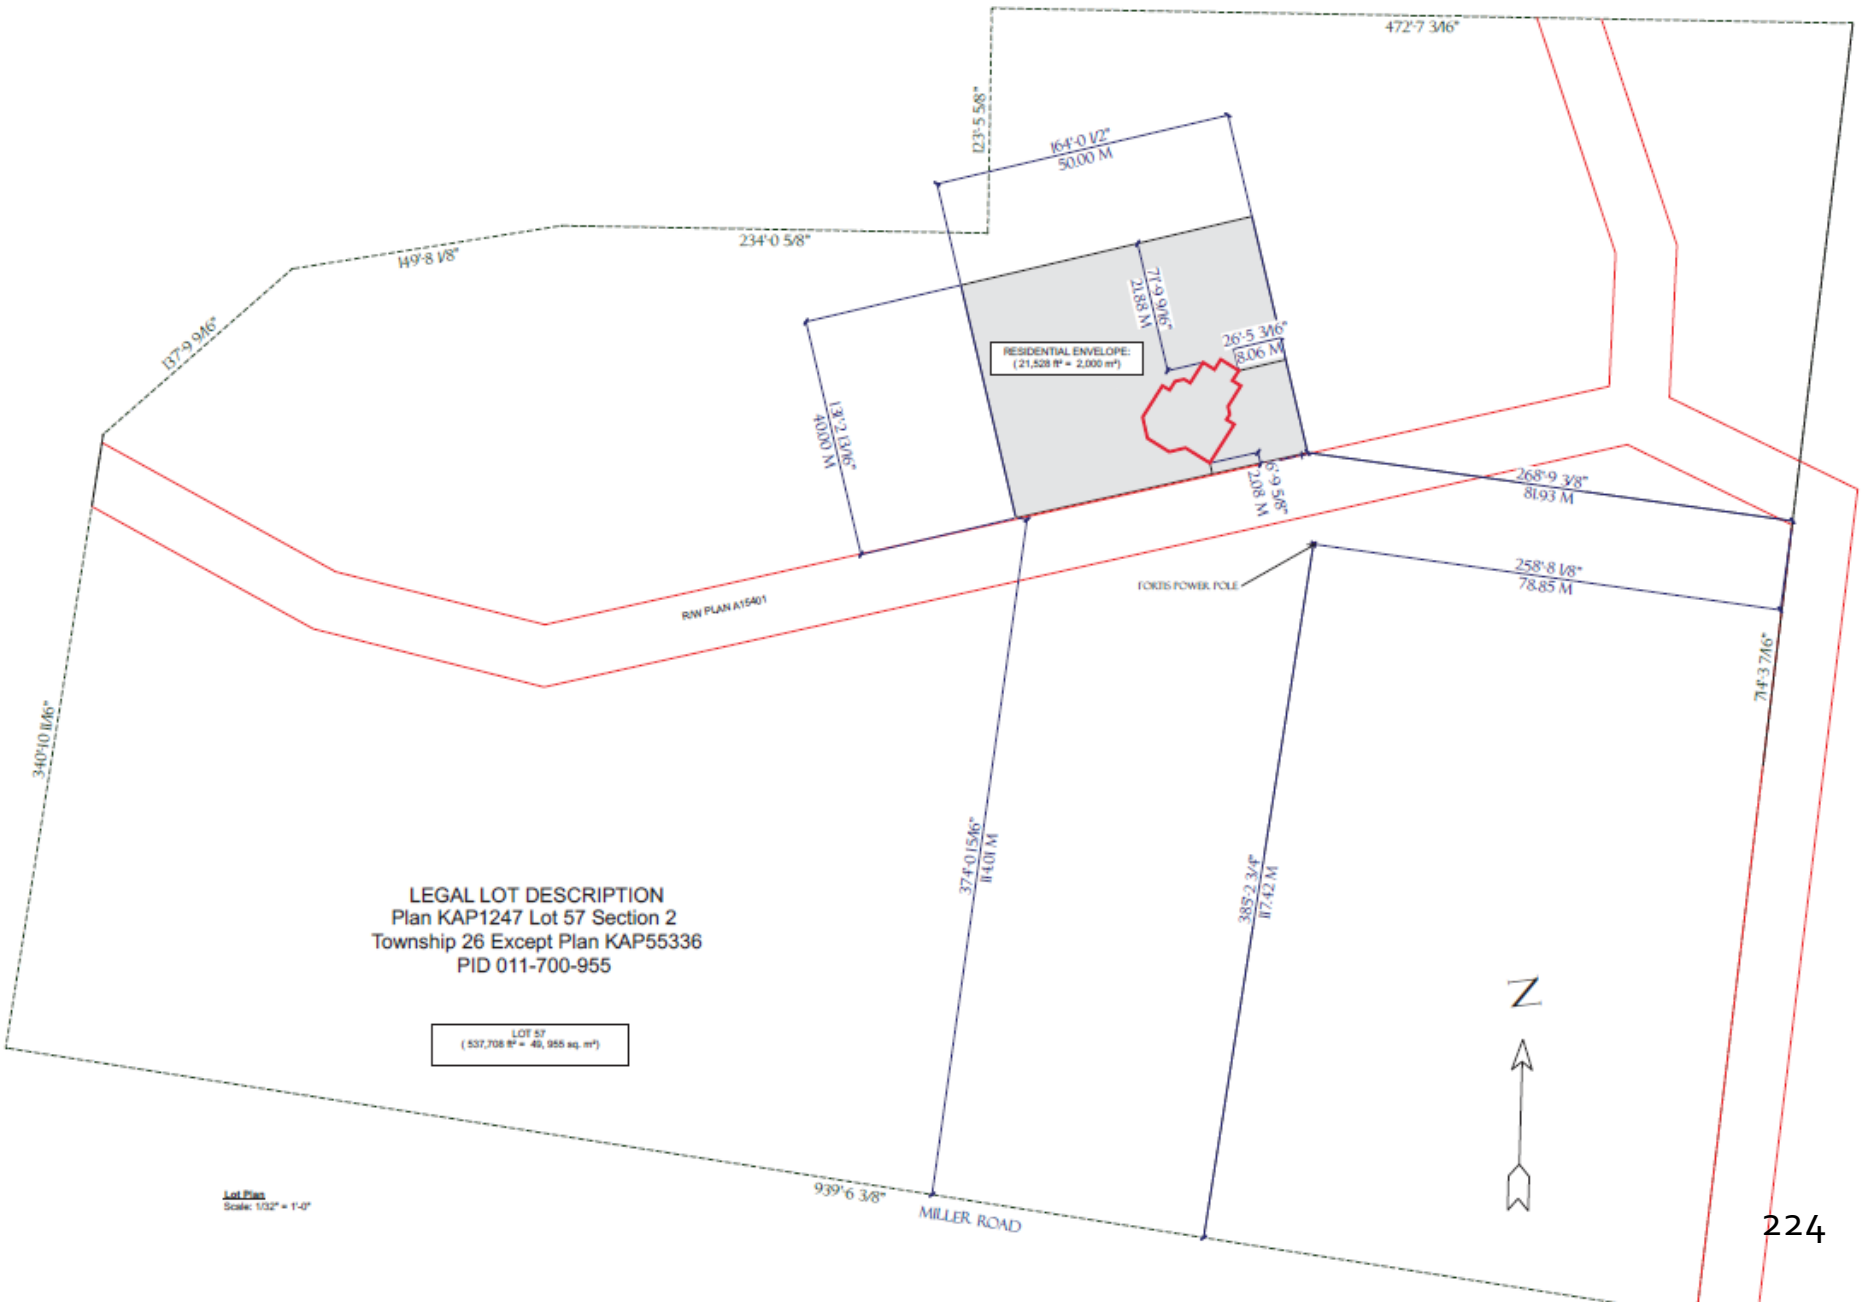 472'-7 3/16"
123'-5 5/8"
164'-0 1/2"
50.00 M
234'-0 5/8"
149'-8 1/8"
137'-9 9/16"
71'-9 9/16"
21.88 M
26'-5 3/16"
8.06 M
RESIDENTIAL ENVELOPE:
( 21,528 ft² = 2,000 m²)
131'-2 13/16"
40.00 M
6'-9 5/8"
2.08 M
268'-9 3/8"
81.93 M
FORTIS POWER POLE
258'-8 1/8"
78.85 M
R/W PLAN A15401
714'-3 7/16"
340'-10 11/16"
374'-0 15/16"
114.01 M
385'-2 3/4"
117.42 M
LEGAL LOT DESCRIPTION
Plan KAP1247 Lot 57 Section 2
Township 26 Except Plan KAP55336
PID 011-700-955
N
LOT 57
( 537,708 ft² = 49, 955 sq. m²)
Lot Plan
Scale: 1/32" = 1'-0"
939'-6 3/8"
MILLER ROAD
224